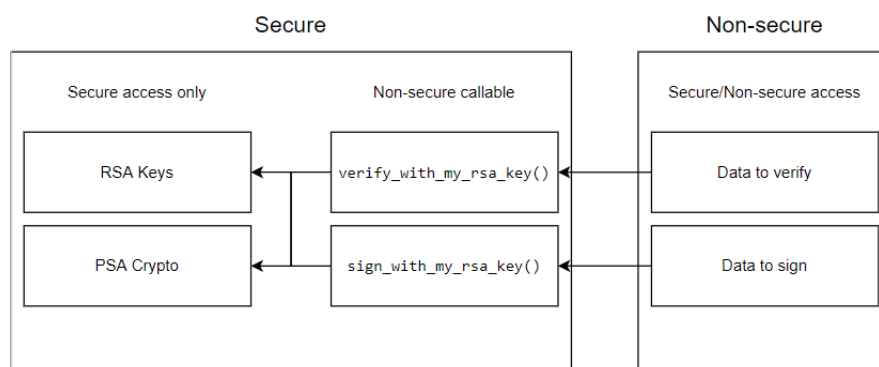 Secure
Non-secure
Secure access only
Non-secure callable
Secure/Non-secure access
RSA Keys
verify_with_my_rsa_key()
Data to verify
PSA Crypto
sign_with_my_rsa_key()
Data to sign